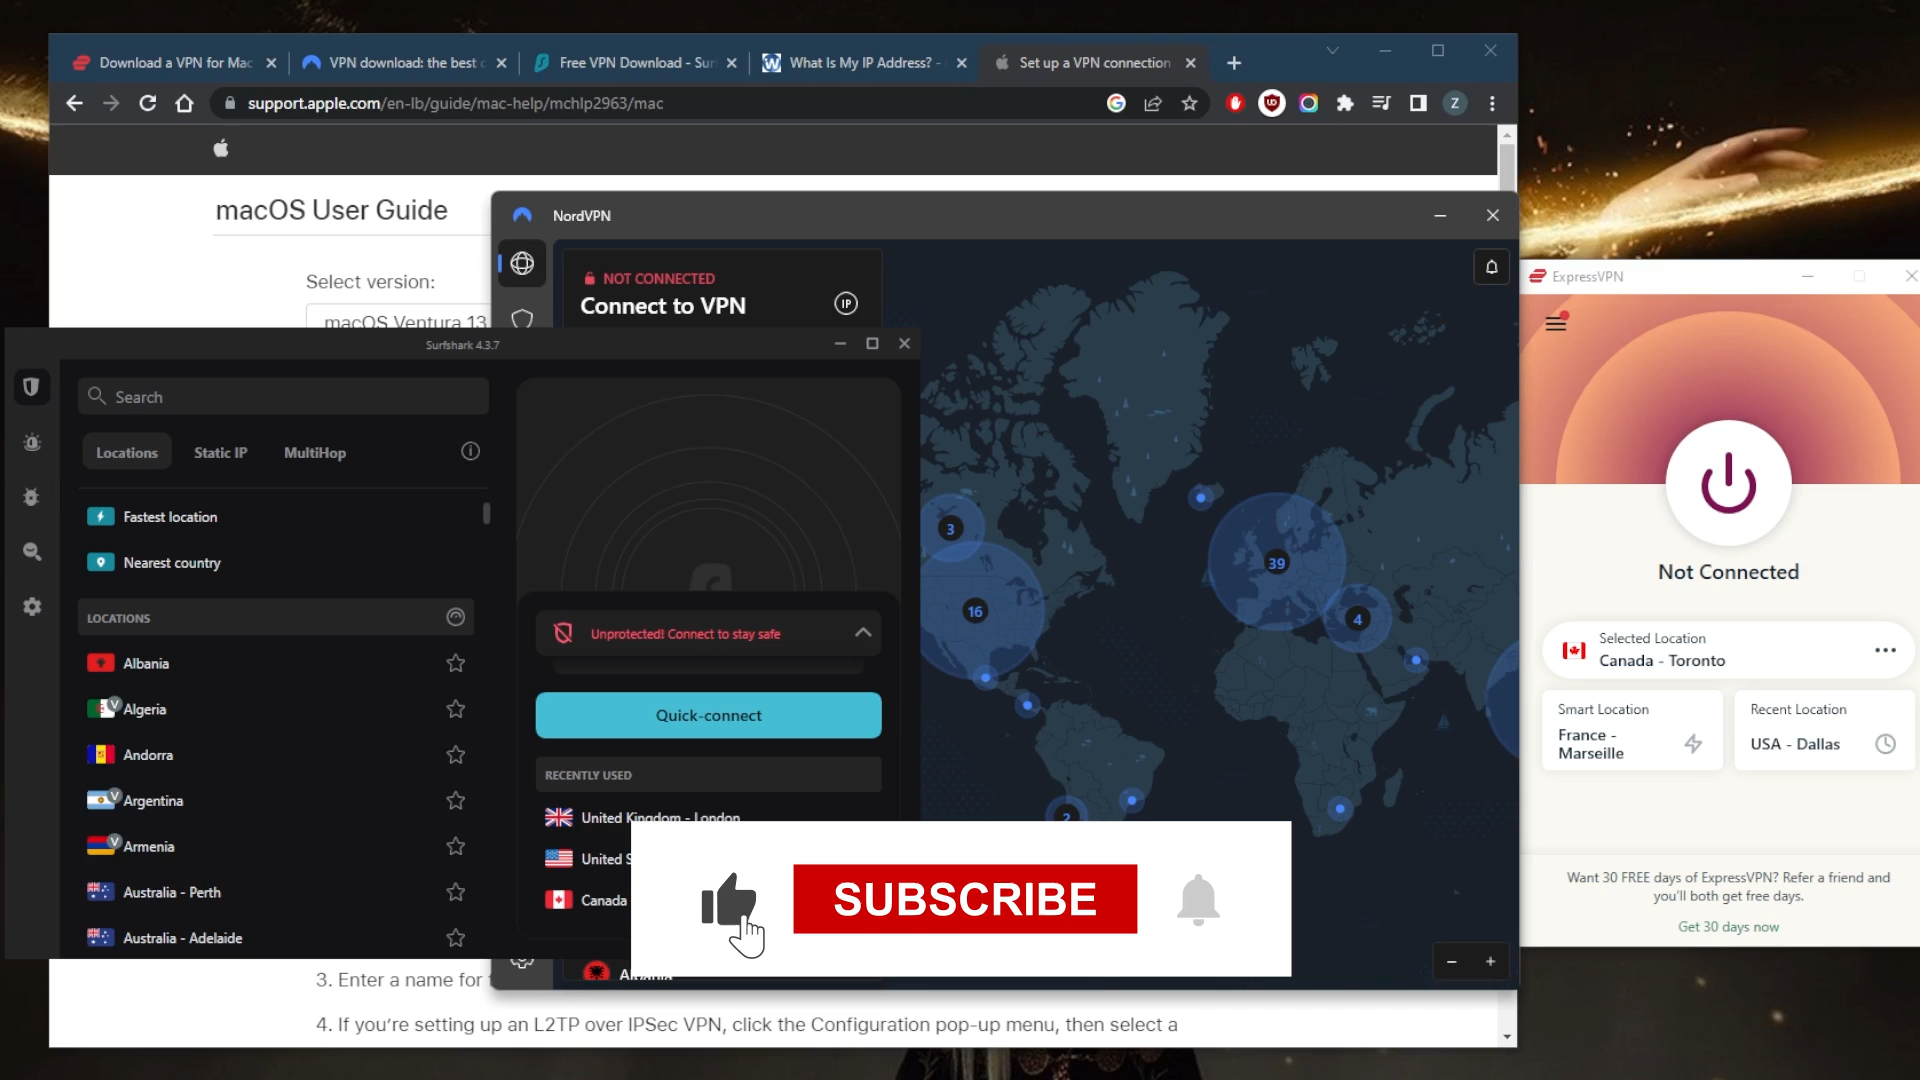 Download a VPN for Mac
VPN download: the best
Free VPN Download - Sur
What Is My IP Address? -
Set up a VPN connection
support.apple.com/en-lb/guide/mac-help/mchlp2963/mac
Z
macOS User Guide
Select version:
macOS Ventura 13
NordVPN
NOT CONNECTED
Connect to VPN
IP
3
16
39
4
2
Surfshark 4.3.7
Search
Locations
Static IP
MultiHop
Fastest location
Nearest country
LOCATIONS
Albania
V
Algeria
Andorra
V
Argentina
V
Armenia
Australia - Perth
Australia - Adelaide
Unprotected! Connect to stay safe
Quick-connect
RECENTLY USED
United Kingdom - London
United S
Canada
SUBSCRIBE
Albania
3. Enter a name for
4. If you’re setting up an L2TP over IPSec VPN, click the Configuration pop-up menu, then select a
ExpressVPN
Not Connected
Selected Location
Canada - Toronto
Smart Location
France -
Marseille
Recent Location
USA - Dallas
Want 30 FREE days of ExpressVPN? Refer a friend and
you'll both get free days.
Get 30 days now